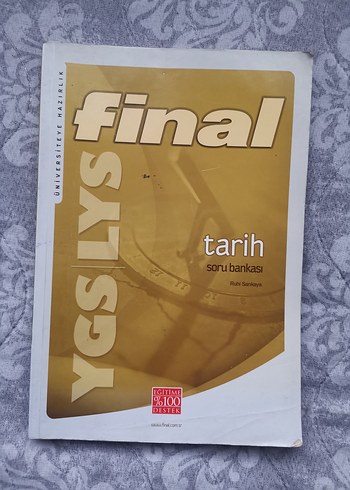 ÜNİVERSİTEYE HAZIRLIK
final
YGS LYS
tarih
soru bankası
EĞİTİME
%100
DESTEK